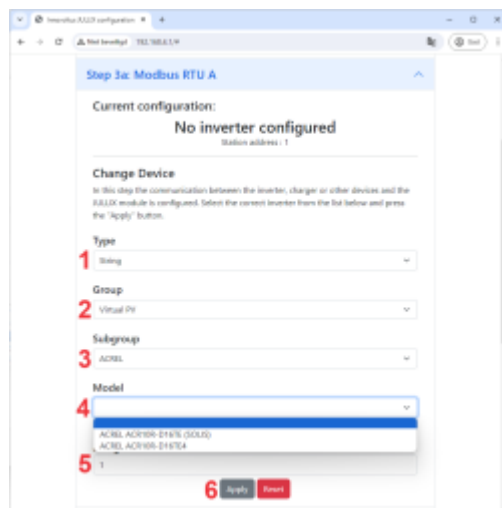 Step 3a: Modbus RTU A
Current configuration:
No inverter configured
Station address : 1
Change Device
In this step the communication between the inverter, charger or other devices and the
module is configured. Select the correct inverter from the list below and press
the "Apply" button.
Type
1 String
Group
2 Virtual PV
Subgroup
3 ACREL
Model
4
ACREL ACR10R-D16TE (SOLIS)
ACREL ACR10R-D16TE4
5 1
6 Apply Reset